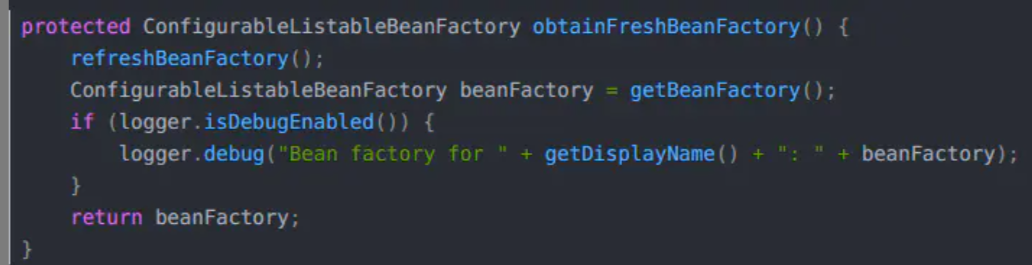 protected ConfigurableListableBeanFactory obtainFreshBeanFactory() {
    refreshBeanFactory();
    ConfigurableListableBeanFactory beanFactory = getBeanFactory();
    if (logger.isDebugEnabled()) {
        logger.debug("Bean factory for " + getDisplayName() + ": " + beanFactory);
    }
    return beanFactory;
}